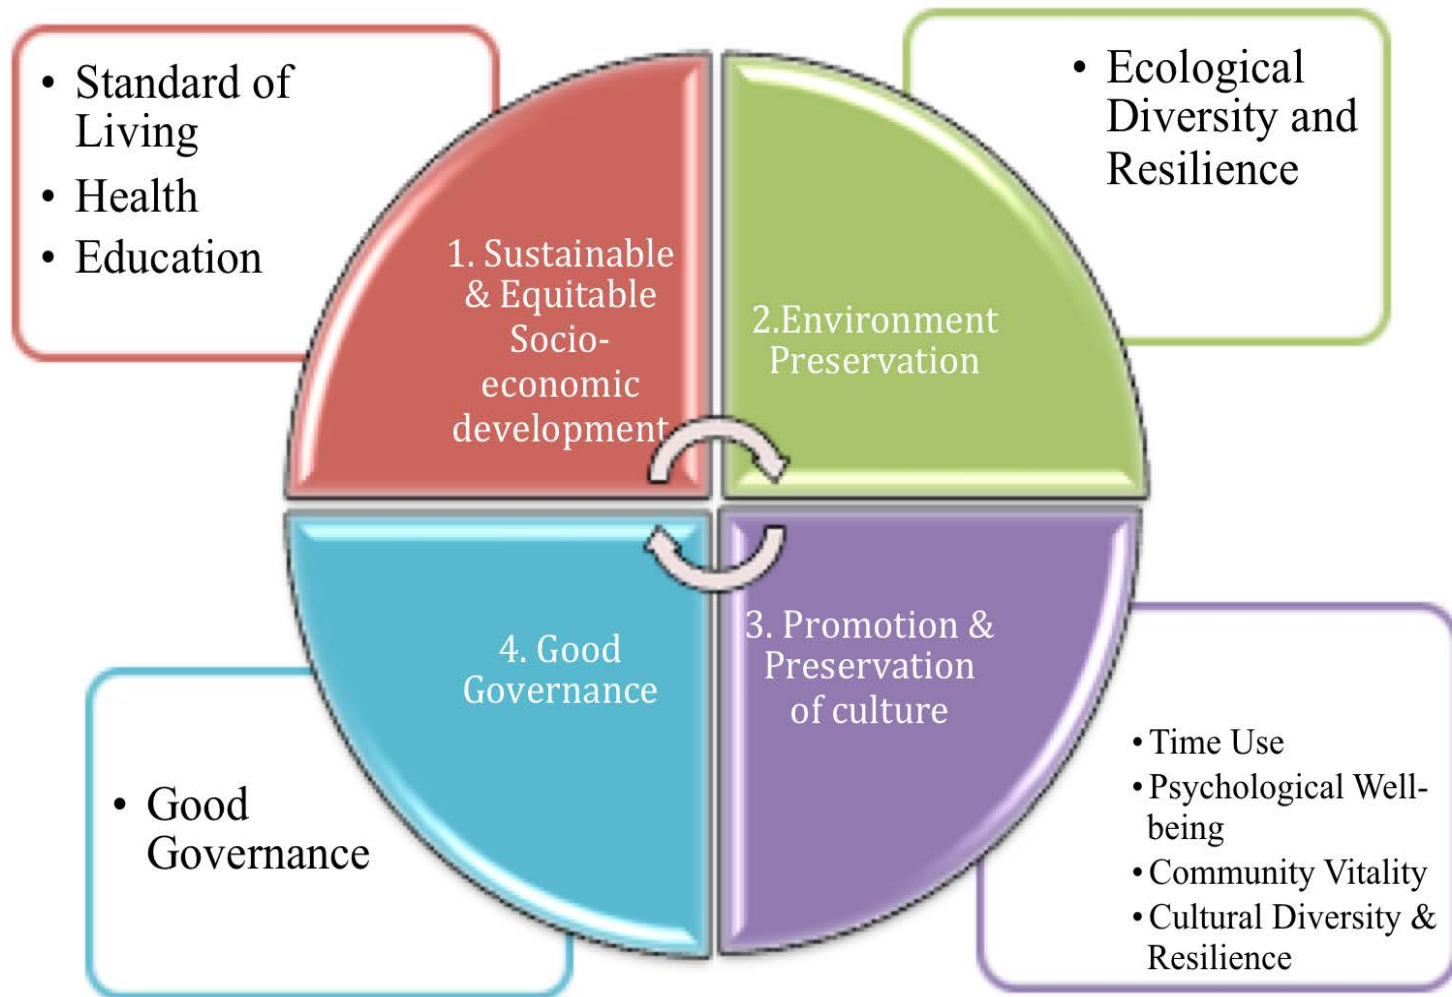 • Standard of
Living
• Health
• Education
• Ecological
Diversity and
Resilience
1. Sustainable
& Equitable
Socio-
economic
development
2.Environment
Preservation
4. Good
Governance
3. Promotion &
Preservation
of culture
• Good
Governance
• Time Use
• Psychological Well-
being
• Community Vitality
• Cultural Diversity &
Resilience